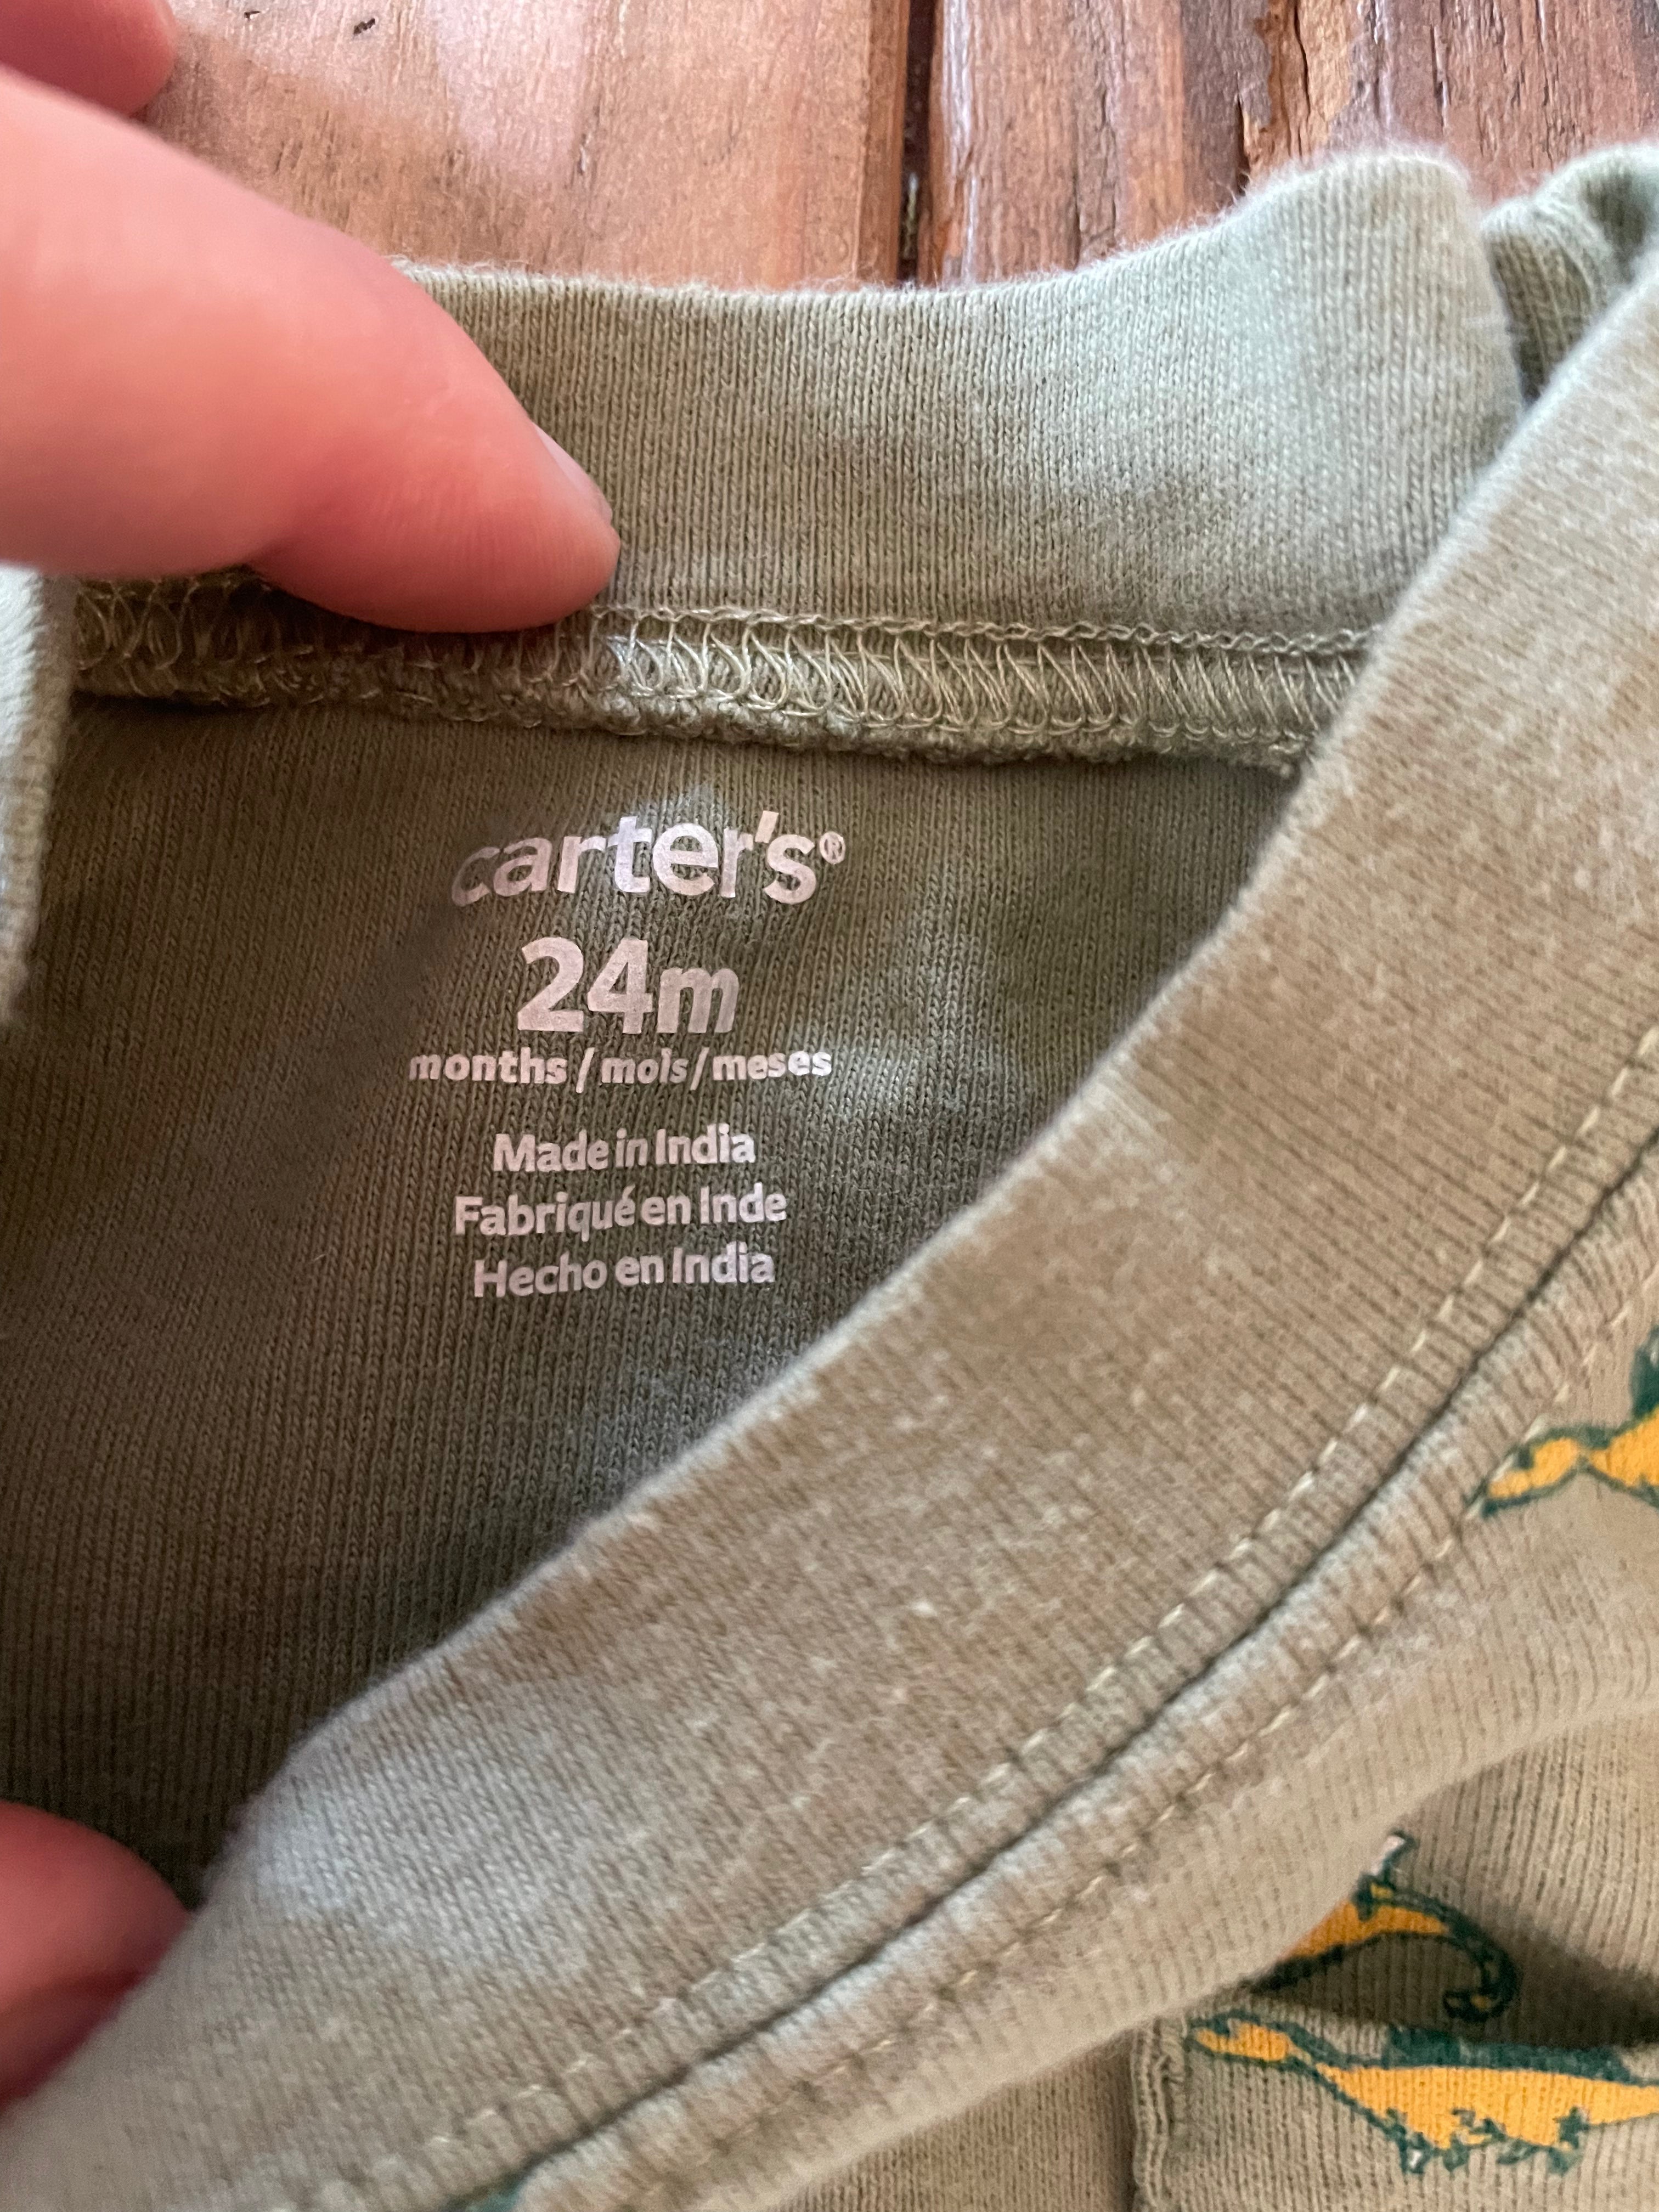 carter's®
24m
months / mois / meses
Made in India
Fabriqué en Inde
Hecho en India